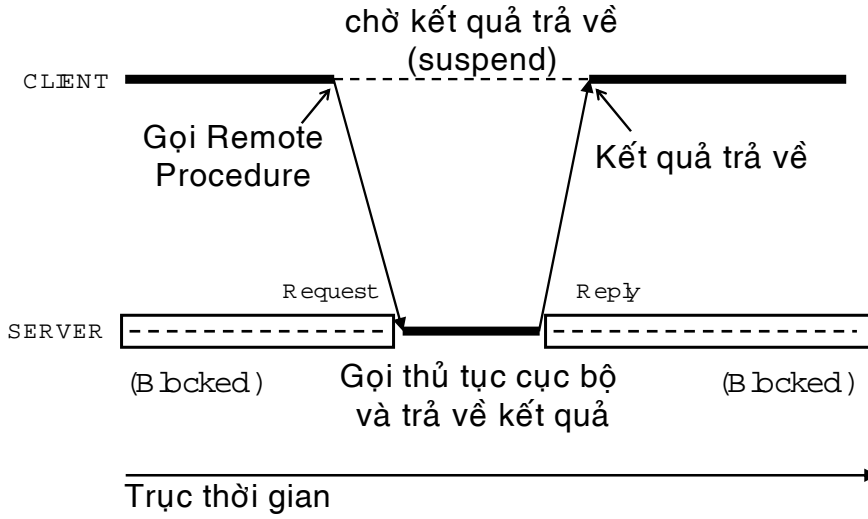 chờ kết quả trả về
(suspend)
CLIENT
Gọi Remote
Procedure
Kết quả trả về
Request
Reply
SERVER
(Blocked)
Gọi thủ tục cục bộ
và trả về kết quả
(Blocked)
Trục thời gian